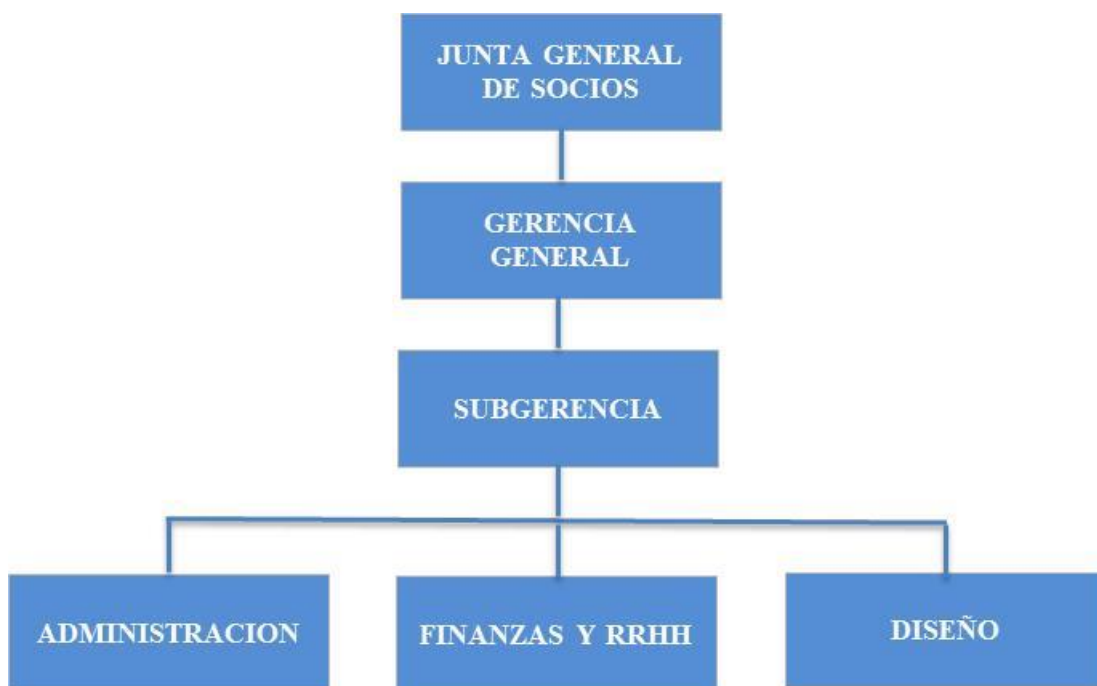 JUNTA GENERAL
DE SOCIOS
GERENCIA
GENERAL
SUBGERENCIA
ADMINISTRACION
FINANZAS Y RRHH
DISEÑO